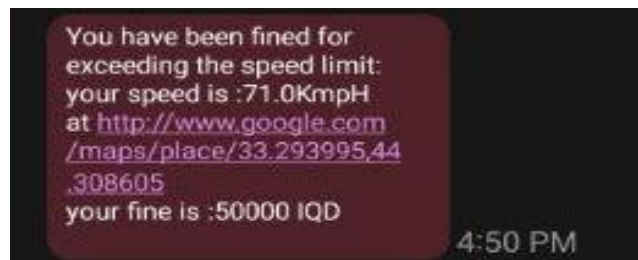 You have been fined for
exceeding the speed limit:
your speed is :71.0KmpH
at http://www.google.com
/maps/place/33.293995,44
.308605
your fine is :50000 IQD
4:50 PM